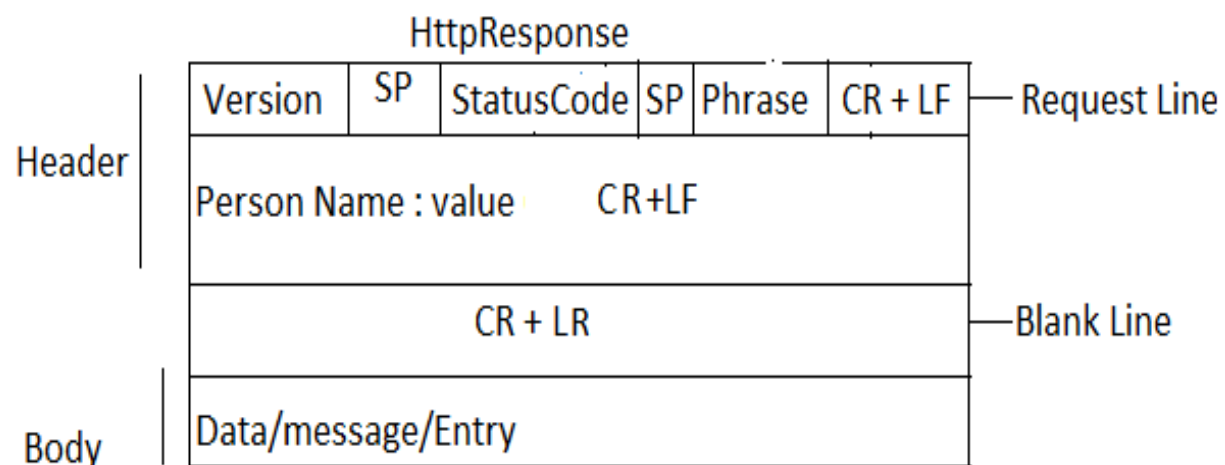 HttpResponse
Version SP StatusCode SP Phrase CR + LF Request Line
Header
Person Name : value CR+LF
CR + LR Blank Line
Data/message/Entry
Body